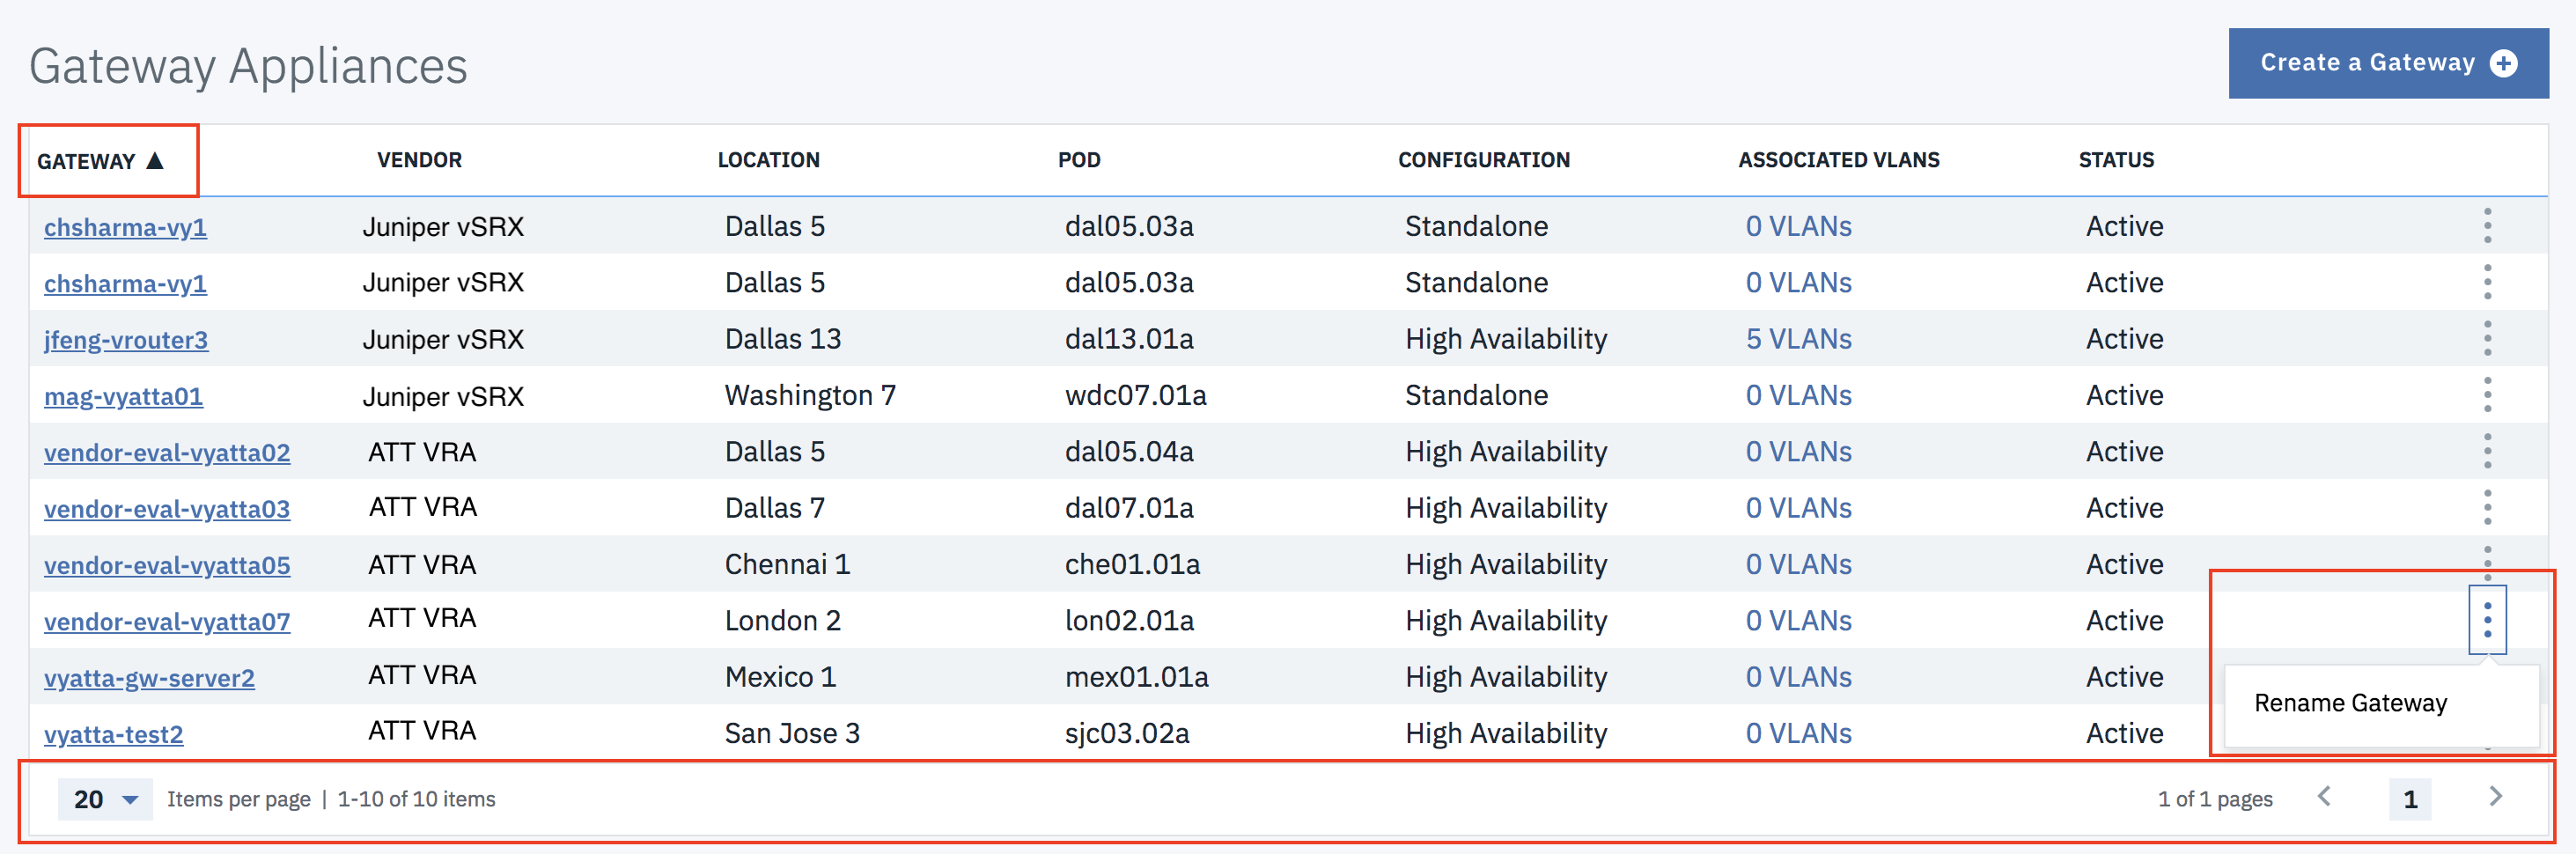 Gateway Appliances
Create a Gateway
GATEWAY ▲ VENDOR LOCATION POD CONFIGURATION ASSOCIATED VLANS STATUS
chsharma-vy1 Juniper vSRX Dallas 5 dal05.03a Standalone 0 VLANs Active
chsharma-vy1 Juniper vSRX Dallas 5 dal05.03a Standalone 0 VLANs Active
jfeng-vrouter3 Juniper vSRX Dallas 13 dal13.01a High Availability 5 VLANs Active
mag-vyatta01 Juniper vSRX Washington 7 wdc07.01a Standalone 0 VLANs Active
vendor-eval-vyatta02 ATT VRA Dallas 5 dal05.04a High Availability 0 VLANs Active
vendor-eval-vyatta03 ATT VRA Dallas 7 dal07.01a High Availability 0 VLANs Active
vendor-eval-vyatta05 ATT VRA Chennai 1 che01.01a High Availability 0 VLANs Active
vendor-eval-vyatta07 ATT VRA London 2 lon02.01a High Availability 0 VLANs Active
vyatta-gw-server2 ATT VRA Mexico 1 mex01.01a High Availability 0 VLANs Active
Rename Gateway
vyatta-test2 ATT VRA San Jose 3 sjc03.02a High Availability 0 VLANs Active
20 Items per page | 1-10 of 10 items 1 of 1 pages 1